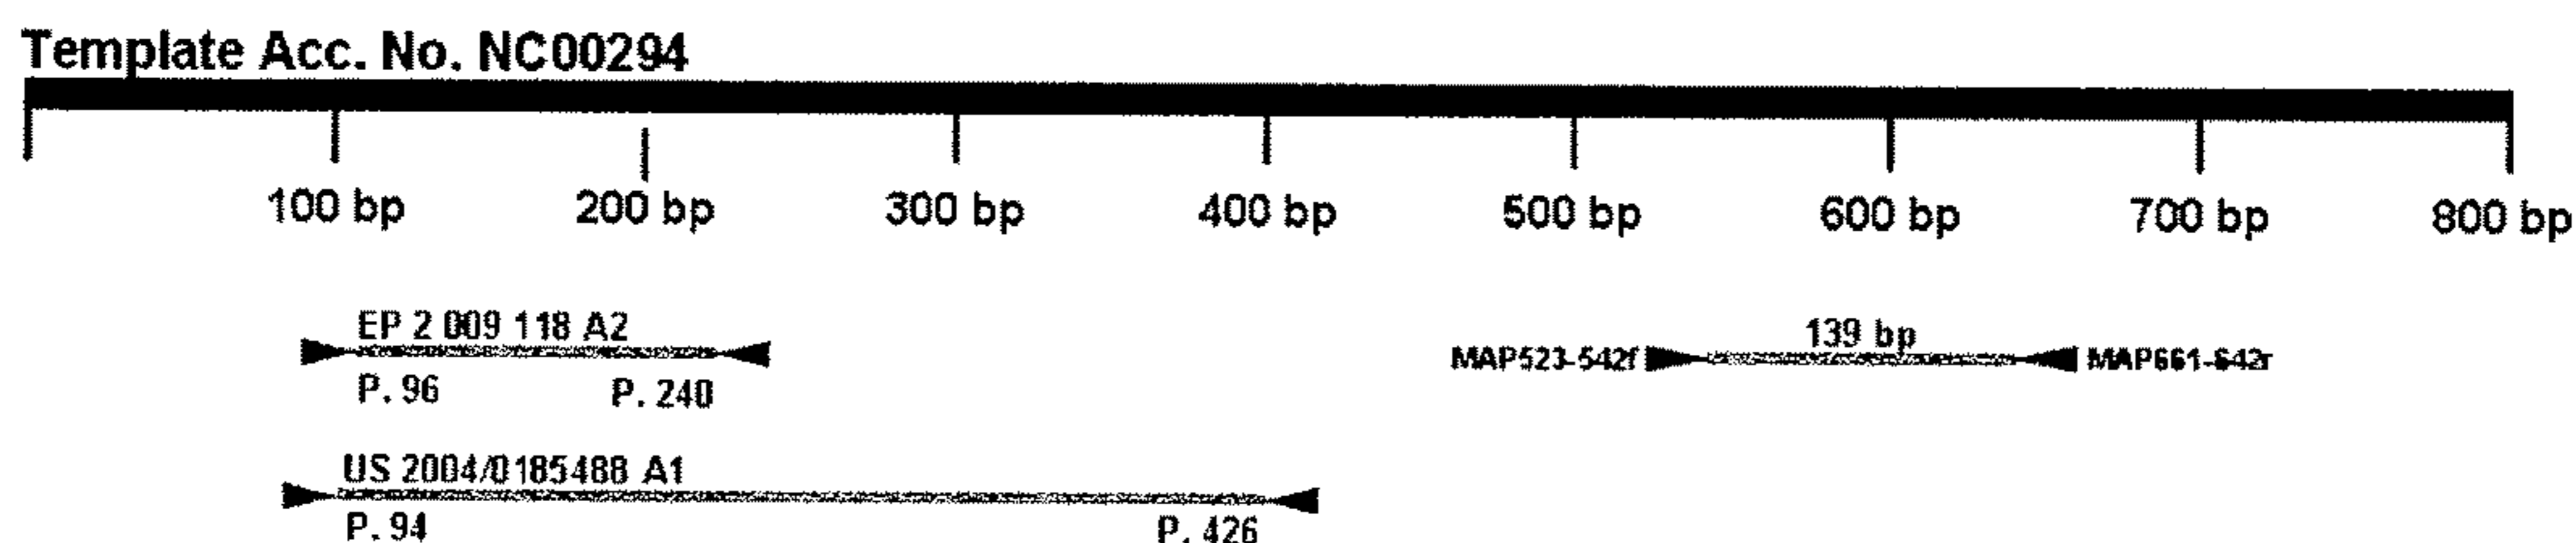 Template Acc. No. NC00294
100 bp 200 bp 300 bp 400 bp 500 bp 600 bp 700 bp 800 bp
EP 2 009 118 A2
P. 96 P. 240
139 bp
MAP523-542f MAP661-642r
US 2004/0185488 A1
P. 94 P. 426